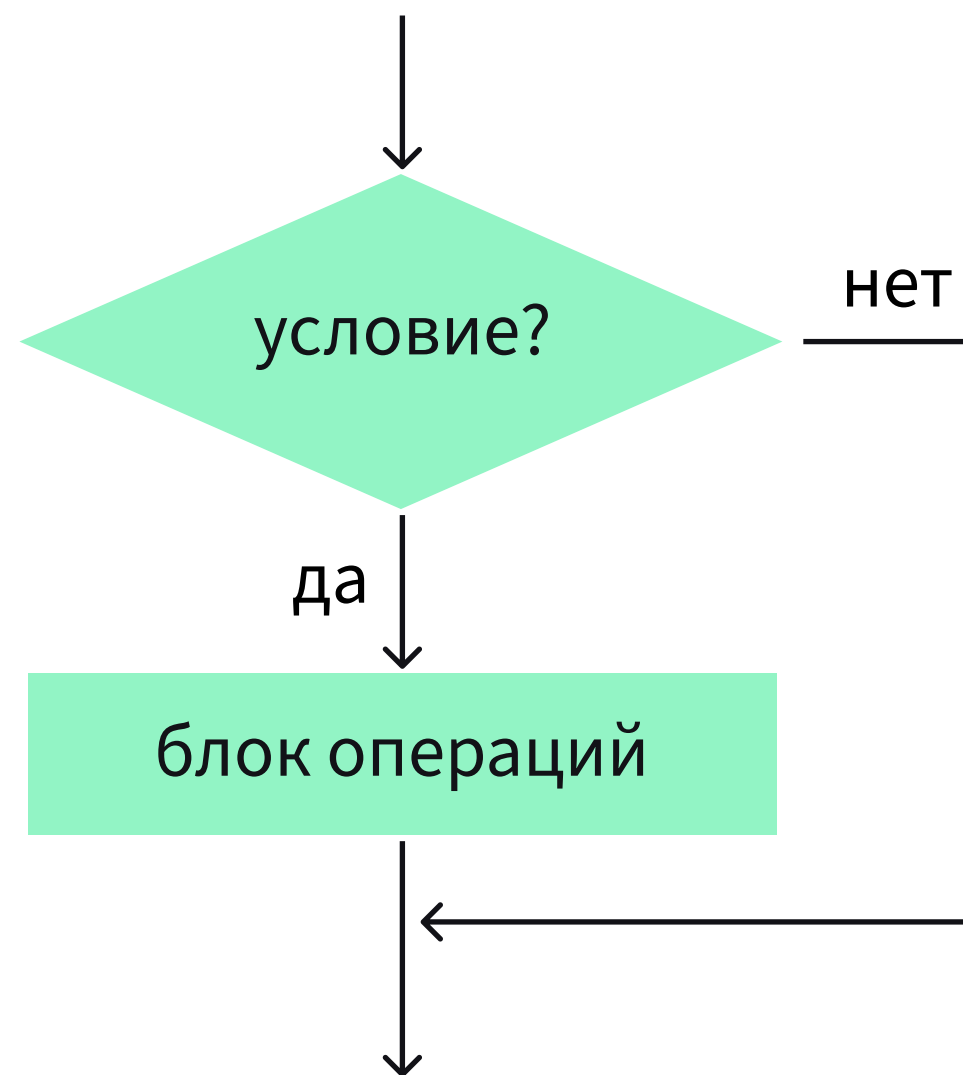 условие?
нет
да
блок операций